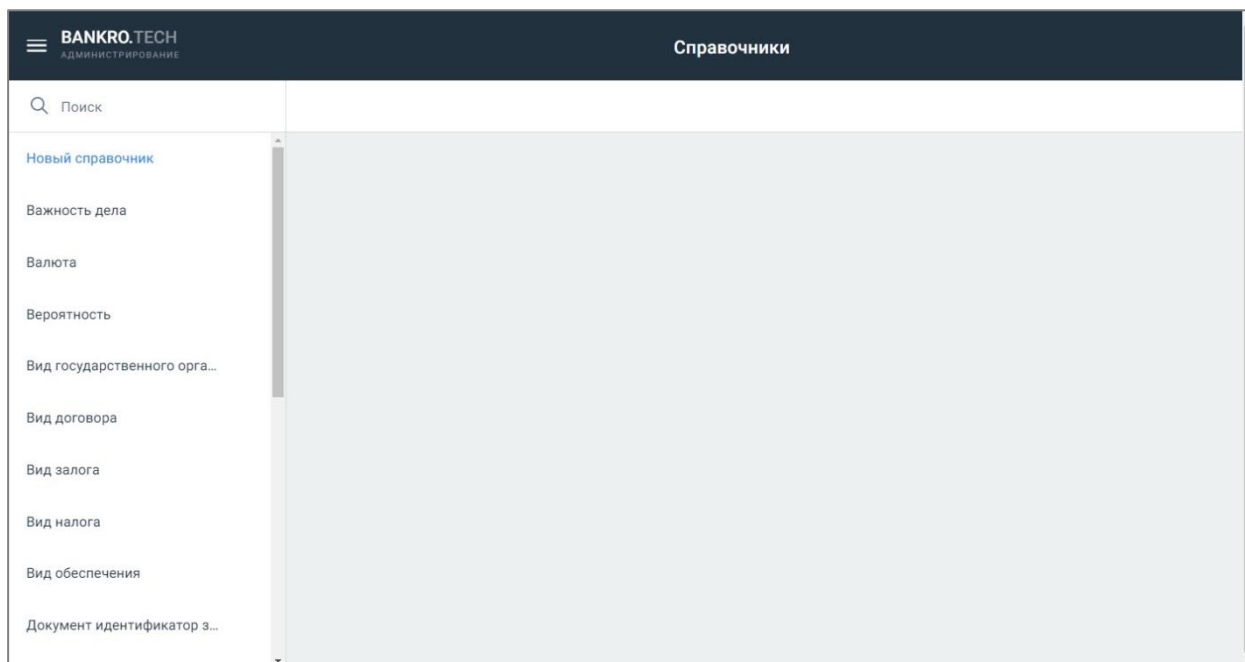 BANKRO.TECH
АДМИНИСТРИРОВАНИЕ
Справочники
Поиск
Новый справочник
Важность дела
Валюта
Вероятность
Вид государственного орга...
Вид договора
Вид залога
Вид налога
Вид обеспечения
Документ идентификатор з...